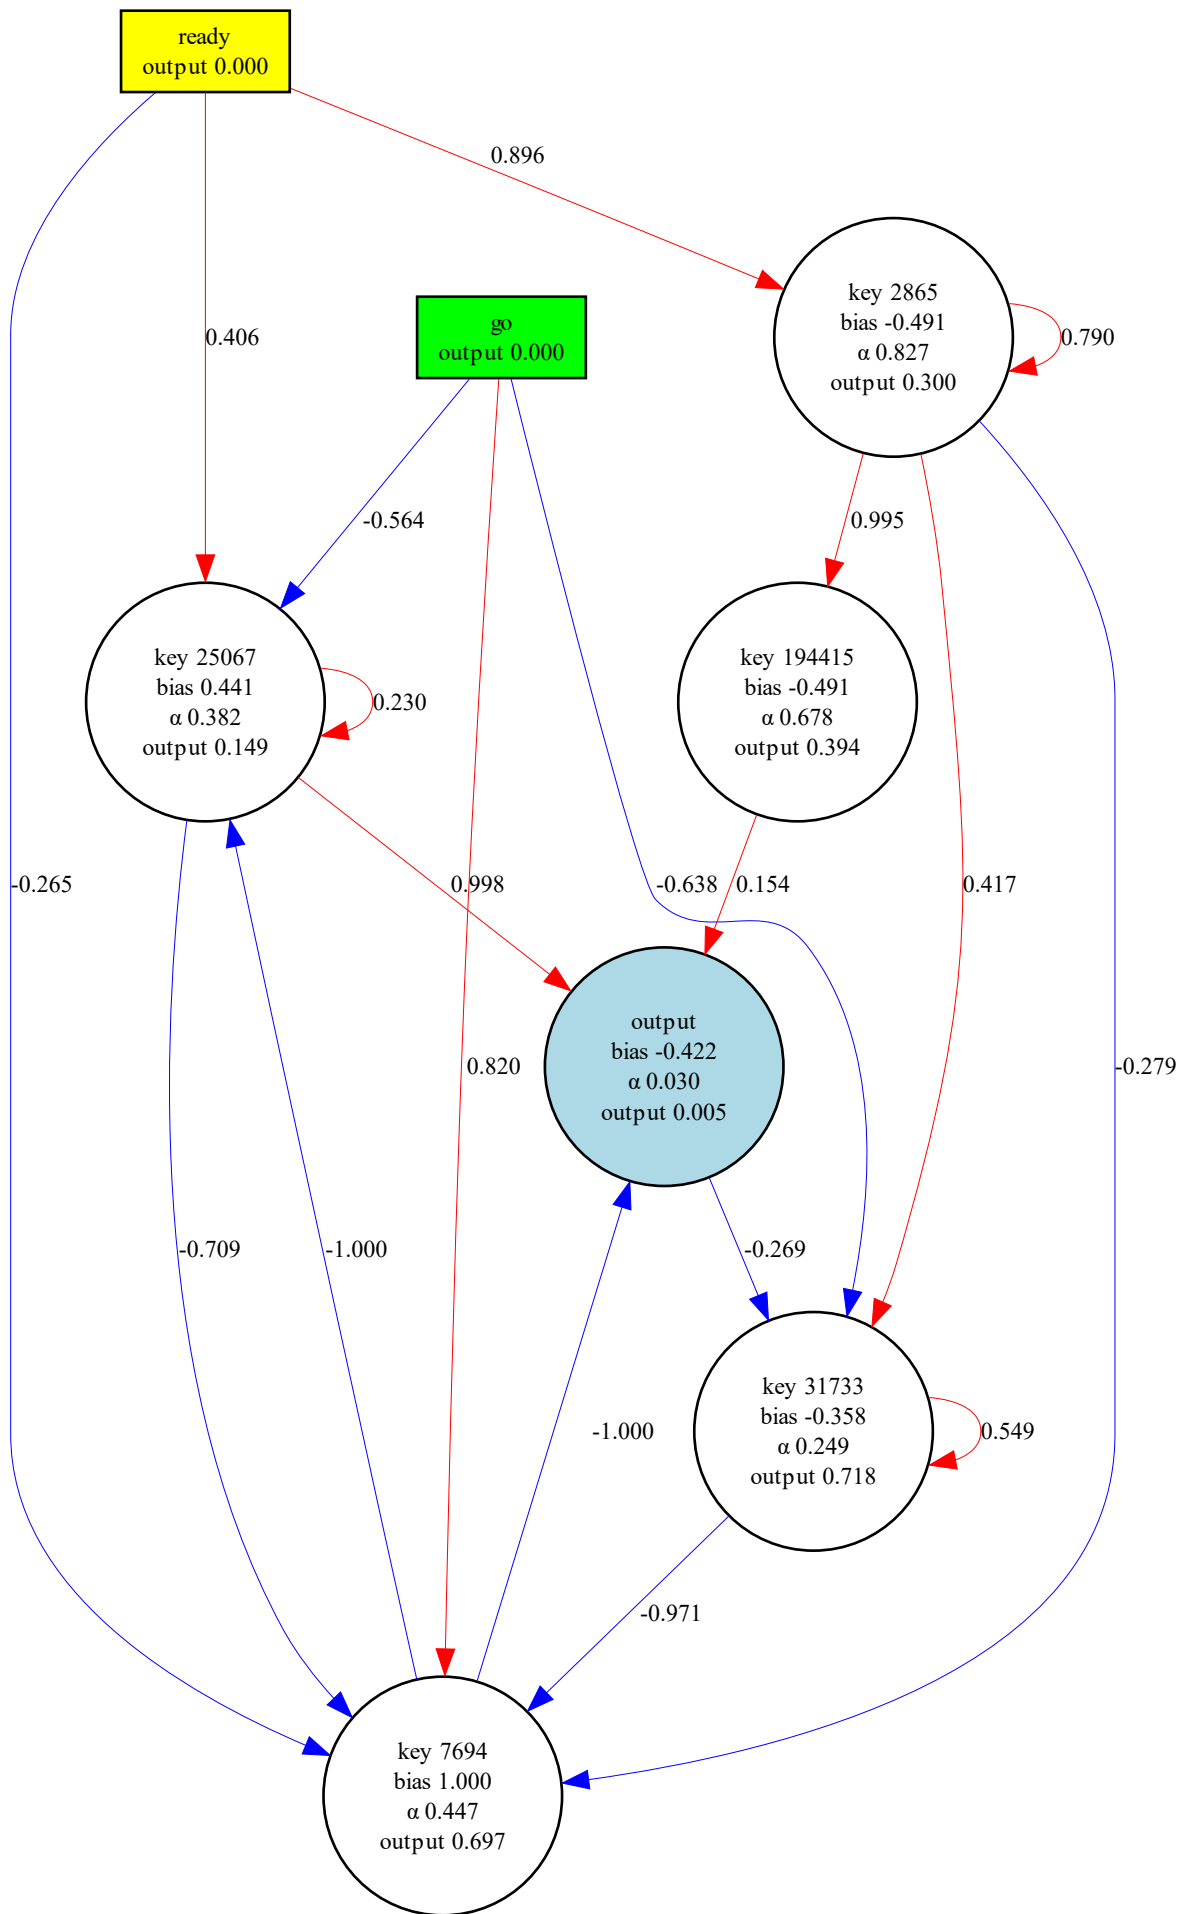 ready
output 0.000
0.896
key 2865
bias -0.491
α 0.827
output 0.300
0.790
go
output 0.000
0.406
-0.564
0.995
key 25067
bias 0.441
α 0.382
output 0.149
0.230
key 194415
bias -0.491
α 0.678
output 0.394
-0.265
0.998
-0.638
0.154
0.417
output
bias -0.422
α 0.030
output 0.005
0.820
-0.279
-0.709
-1.000
-0.269
key 31733
bias -0.358
α 0.249
output 0.718
0.549
-1.000
-0.971
key 7694
bias 1.000
α 0.447
output 0.697